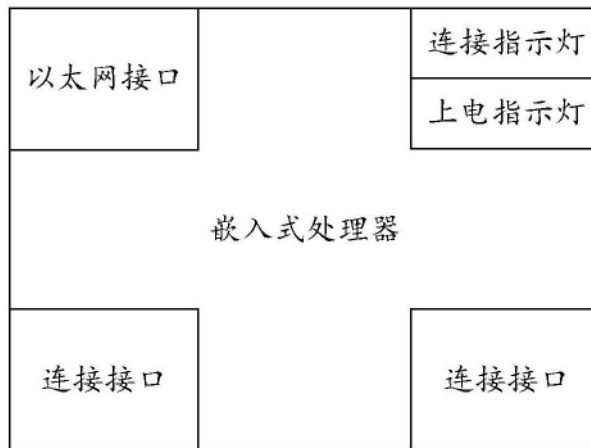 以太网接口
连接指示灯
上电指示灯
嵌入式处理器
连接接口
连接接口